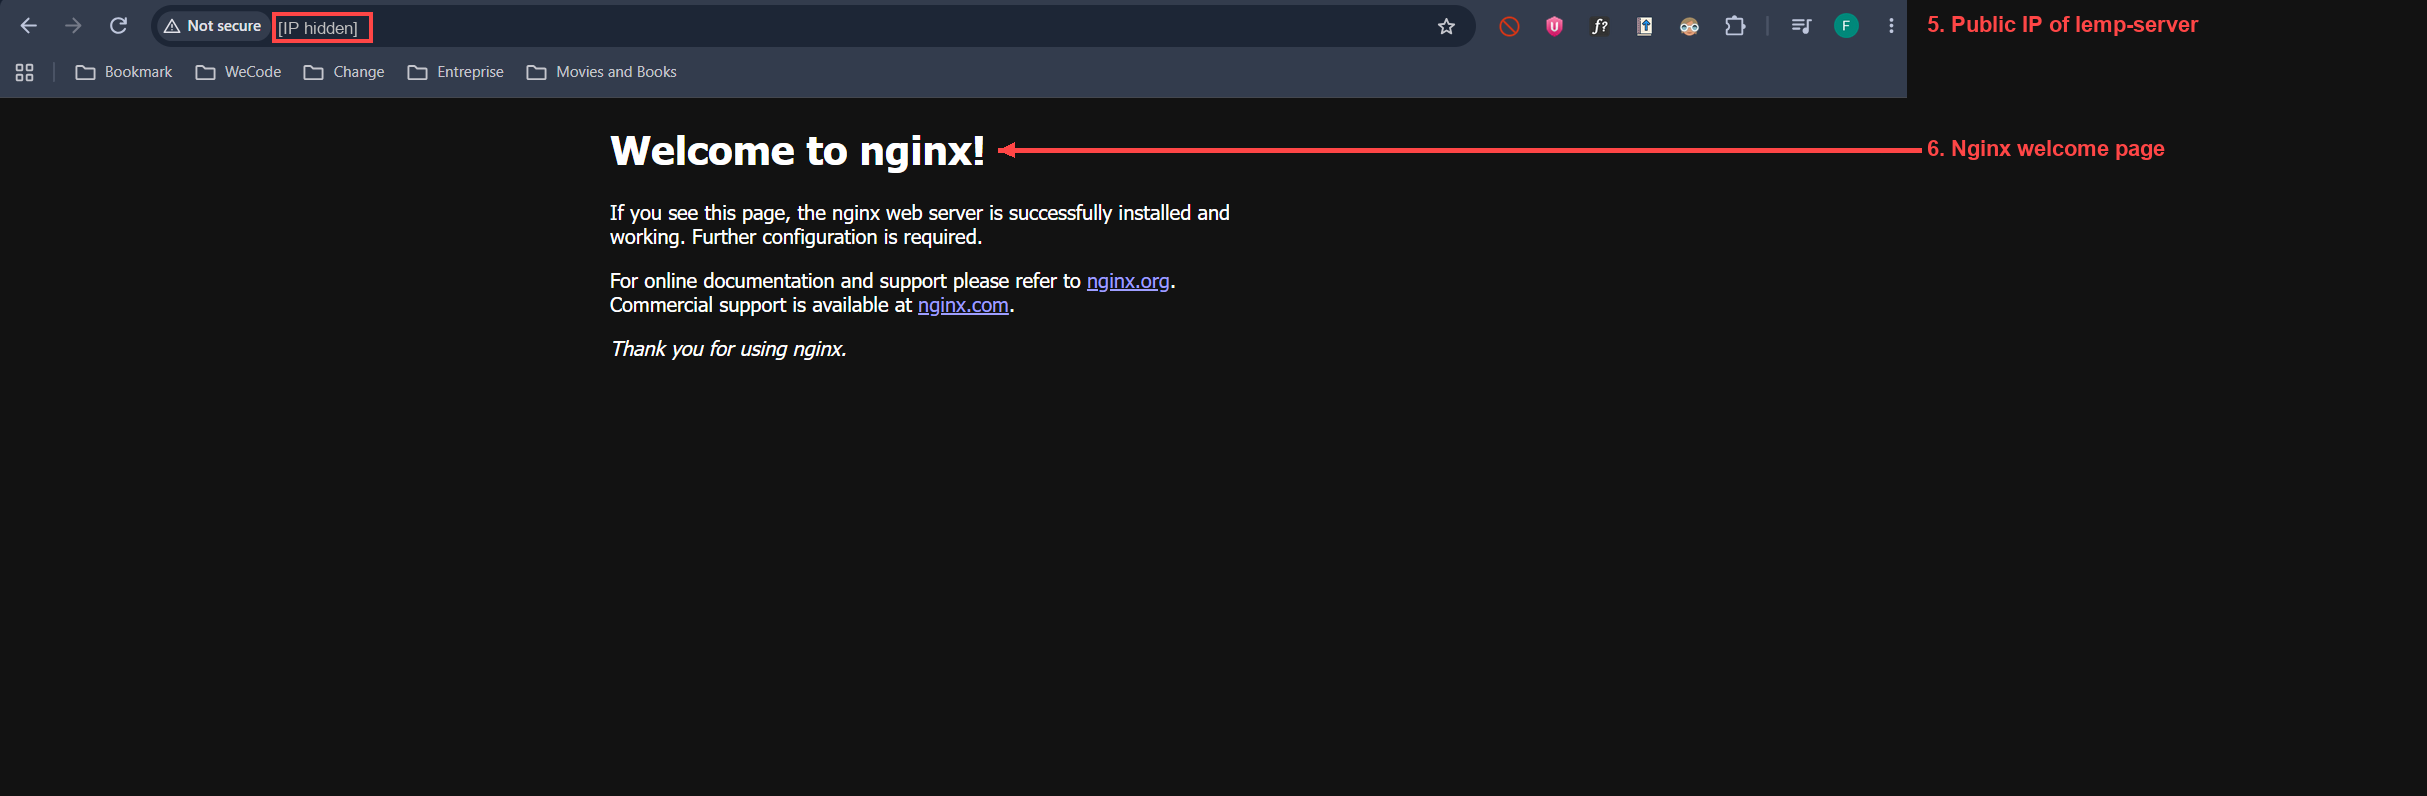 Not secure [IP hidden]
f?
F
5. Public IP of lemp-server
Bookmark WeCode Change Entreprise Movies and Books
Welcome to nginx!
6. Nginx welcome page
If you see this page, the nginx web server is successfully installed and
working. Further configuration is required.
For online documentation and support please refer to nginx.org.
Commercial support is available at nginx.com.
Thank you for using nginx.